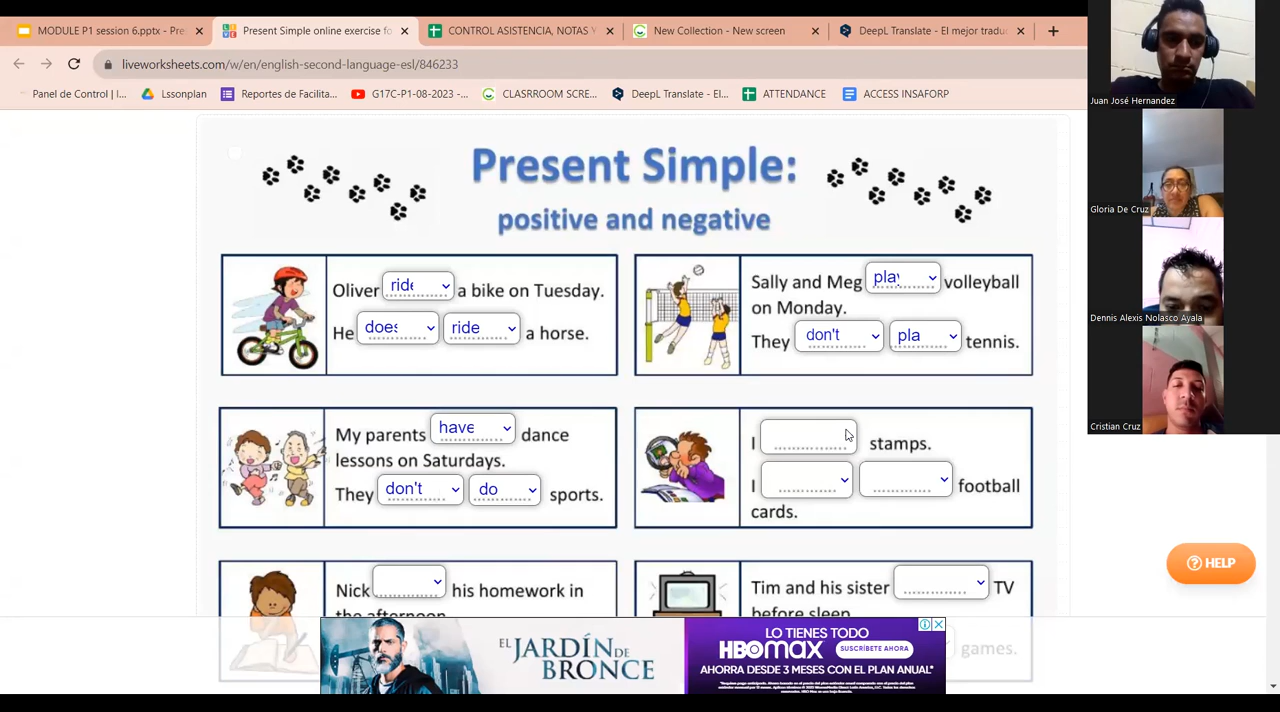 MODULE P1 session 6.pptx - Pre
Present Simple online exercise fo
CONTROL ASISTENCIA, NOTAS Y
New Collection - New screen
DeepL Translate - El mejor tradu
liveworksheets.com/w/en/english-second-language-esl/846233
Panel de Control | I...
Lssonplan
Reportes de Facilita...
G17C-P1-08-2023 -...
CLASRROOM SCRE...
DeepL Translate - El...
ATTENDANCE
ACCESS INSAFORP
Juan José Hernandez
Gloria De Cruz
Dennis Alexis Nolasco Ayala
Cristian Cruz
Present Simple:
positive and negative
Oliver ride a bike on Tuesday.
He does ride a horse.
Sally and Meg play volleyball
on Monday.
They don't pla tennis.
My parents have dance
lessons on Saturdays.
They don't do sports.
I stamps.
I football
cards.
Nick his homework in
the afternoon
Tim and his sister TV
before sleep
games.
HELP
EL JARDÍN DE
BRONCE
LO TIENES TODO
HBOMAX SUSCRÍBETE AHORA
AHORRA DESDE 3 MESES CON EL PLAN ANUAL*